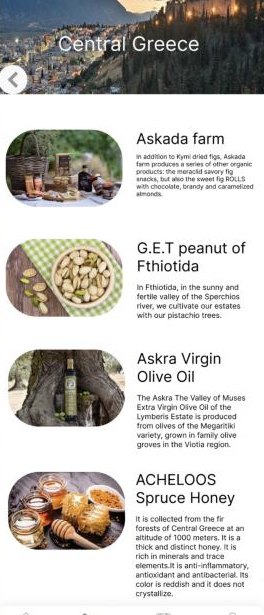 Central Greece
Askada farm
In addition to Kymi dried figs, Askada
farm produces a series of other organic
products: the meraclid savory fig
snacks, but also the sweet fig ROLLS
with chocolate, brandy and caramelized
almonds.
G.E.T peanut of
Fthiotida
In Fthiotida, in the sunny and
fertile valley of the Sperchios
river, we cultivate our estates
with our pistachio trees.
Askra Virgin
Olive Oil
The Askra The Valley of Muses
Extra Virgin Olive Oil of the
Lymberis Estate is produced
from olives of the Megaritiki
variety, grown in family olive
groves in the Viotia region.
ACHELOOS
Spruce Honey
It is collected from the fir
forests of Central Greece at an
altitude of 1000 meters. It is a
thick and distinct honey. It is
rich in minerals and trace
elements.It is anti-inflammatory,
antioxidant and antibacterial. Its
color is reddish and it does not
crystallize.